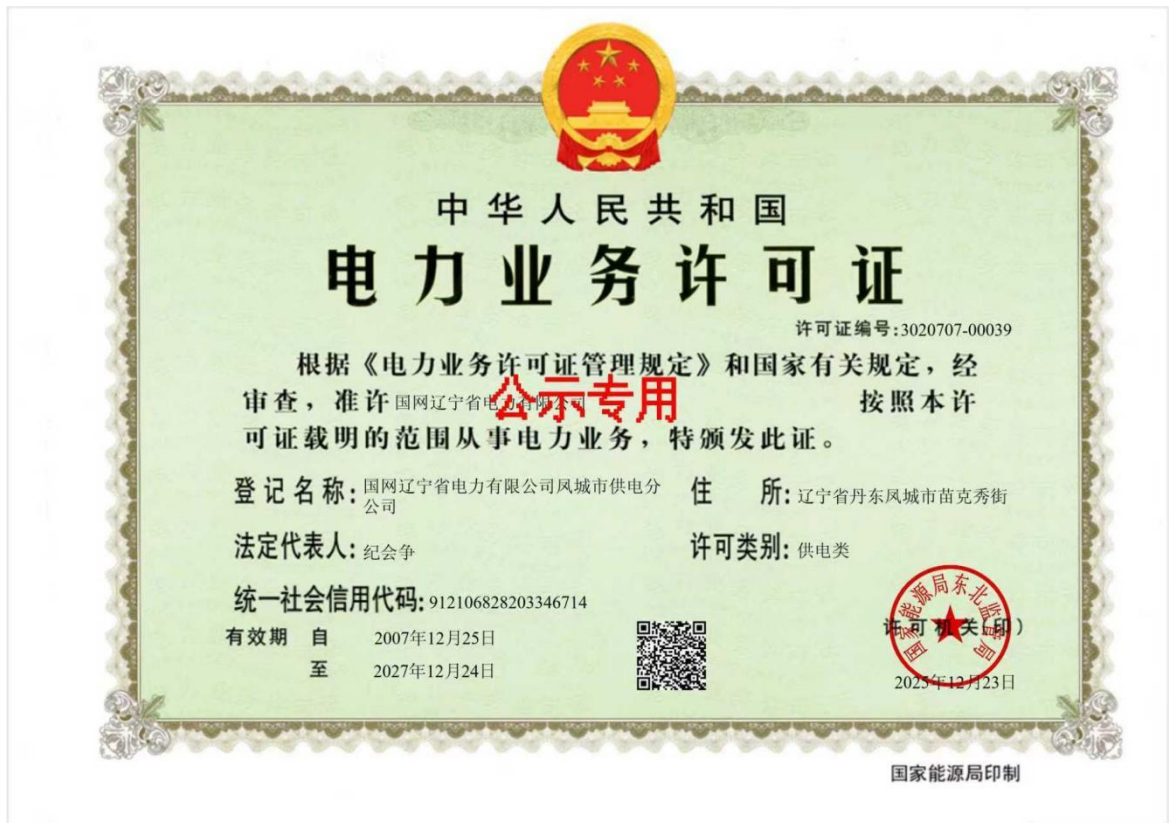 中华人民共和国
电力业务许可证
许可证编号:3020707-00039
根据《电力业务许可证管理规定》和国家有关规定，经
审查，准许 国网辽宁省电力有限公司 按照本许
公示专用
可证载明的范围从事电力业务，特颁发此证。
登记名称: 国网辽宁省电力有限公司凤城市供电分
公司
住 所: 辽宁省丹东凤城市苗克秀街
法定代表人: 纪会争
许可类别: 供电类
统一社会信用代码: 912106828203346714
有效期 自 2007年12月25日
至 2027年12月24日
许可机关(印)
国家能源局东北监管局
2025年12月23日
国家能源局印制